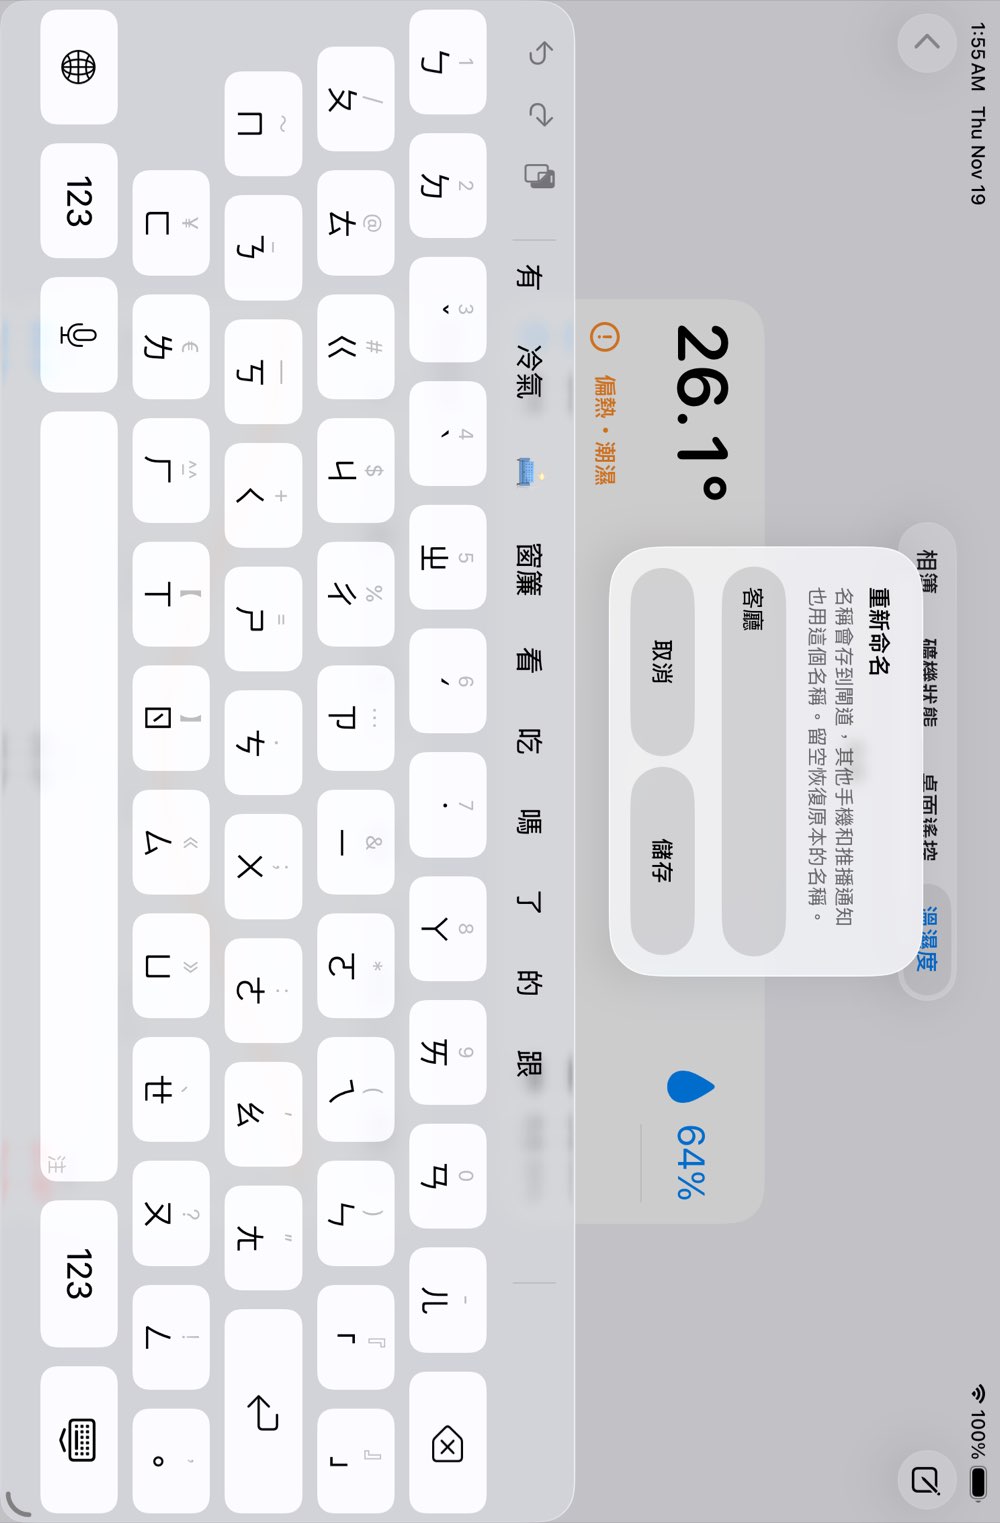 1:55 AM Thu Nov 19
100%
相簿 礦機狀態 桌面遙控 溫濕度
重新命名
名稱會存到閘道，其他手機和推播通知
也用這個名稱。留空恢復原本的名稱。
客廳
26.1°
64%
取消 儲存
偏熱・潮濕
有 冷氣 🛋️ 窗簾 看 吃 嗎 了 的 跟
1 2 3 4 5 6 7 8 9 0 -
ㄅ ㄉ ˇ ˋ ㄓ ˊ ˙ ㄚ ㄞ ㄢ ㄦ
/ @ # $ % … & * ( ) 『 』
ㄆ ㄊ ㄍ ㄐ ㄔ ㄗ ㄧ ㄛ ㄟ ㄣ 「 」
～ _ — + = . ; : ′ ″
ㄇ ㄋ ㄎ ㄑ ㄕ ㄘ ㄨ ㄜ ㄠ ㄤ
¥ € ^^ 【 】 《 》 、 ? ! ，
ㄈ ㄌ ㄏ ㄒ ㄖ ㄙ ㄩ ㄝ ㄡ ㄥ 。
123 注 123